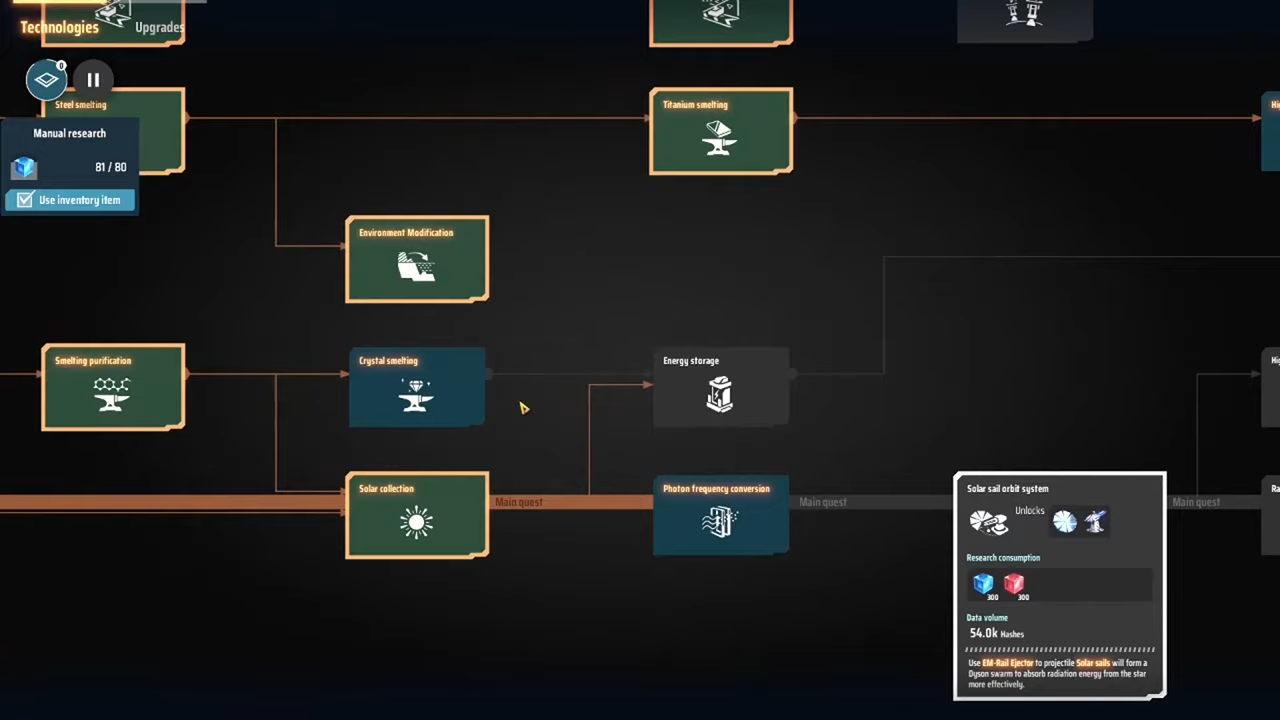 Technologies
Upgrades
0
Steel smelting
Titanium smelting
Manual research
81 / 80
Use inventory item
Environment Modification
Smelting purification
Crystal smelting
Energy storage
Solar collection
Main quest
Photon frequency conversion
Main quest
Solar sail orbit system
Unlocks
Research consumption
300
300
Data volume
54.0k Hashes
Use EM-Rail Ejector to projectile Solar sails will form a
Dyson swarm to absorb radiation energy from the star
more effectively.
Main quest